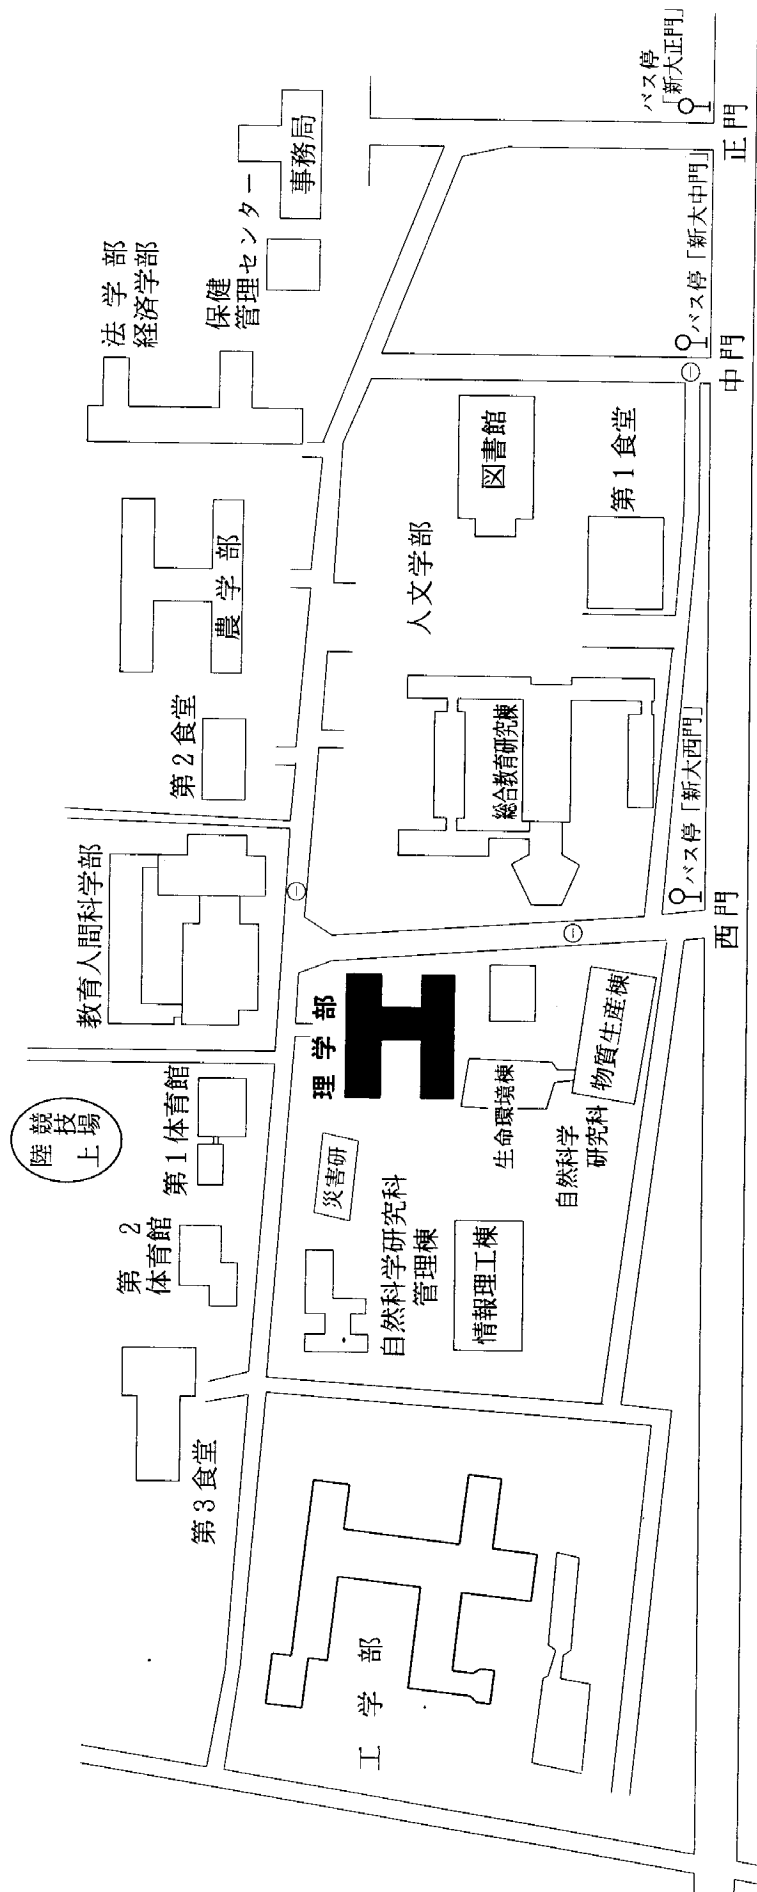 陸上
競技場
第3食堂
第2
体育館
第1体育館
教育人間科学部
第2食堂
農学部
法学部
経済学部
保健
管理センター
事務局
工学部
自然科学研究科
管理棟
災害研
理学部
情報理工棟
生命環境棟
自然科学
研究科
物質生産棟
総合教育研究棟
人文学部
図書館
第1食堂
西門
バス停「新大西門」
中門
バス停「新大中門」
正門
バス停
「新大正門」